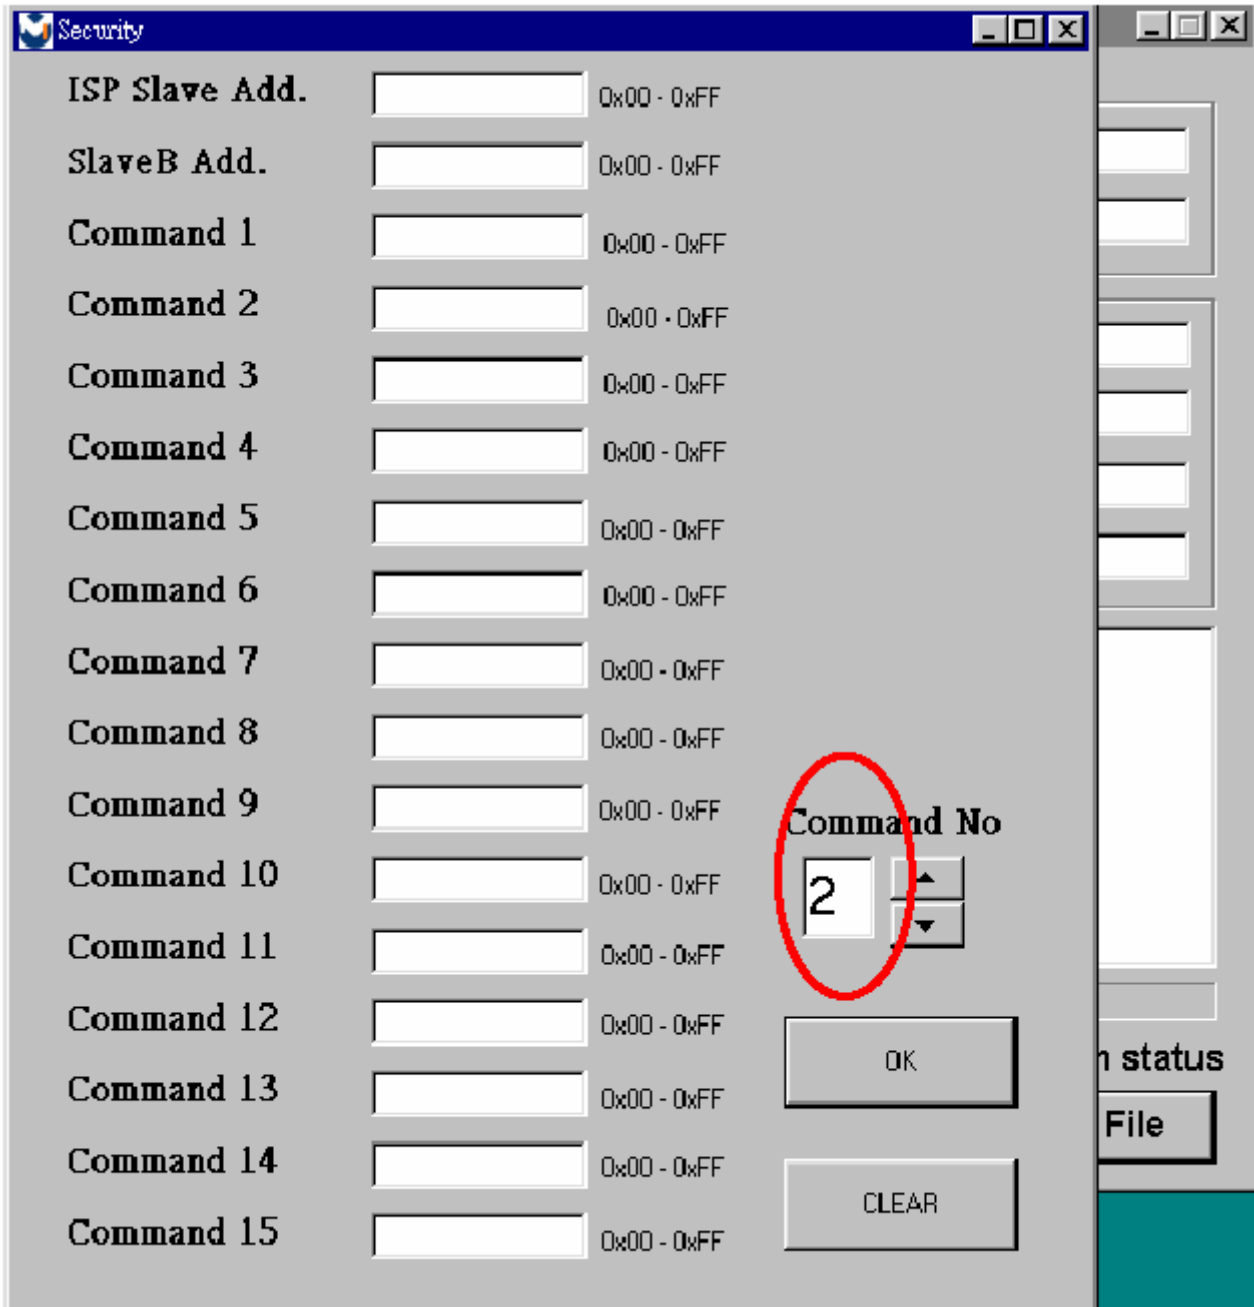 Security
ISP Slave Add. 0x00 - 0xFF
SlaveB Add. 0x00 - 0xFF
Command 1 0x00 - 0xFF
Command 2 0x00 - 0xFF
Command 3 0x00 - 0xFF
Command 4 0x00 - 0xFF
Command 5 0x00 - 0xFF
Command 6 0x00 - 0xFF
Command 7 0x00 - 0xFF
Command 8 0x00 - 0xFF
Command 9 0x00 - 0xFF
Command No
Command 10 0x00 - 0xFF
2
Command 11 0x00 - 0xFF
Command 12 0x00 - 0xFF
OK
n status
Command 13 0x00 - 0xFF
File
Command 14 0x00 - 0xFF
CLEAR
Command 15 0x00 - 0xFF